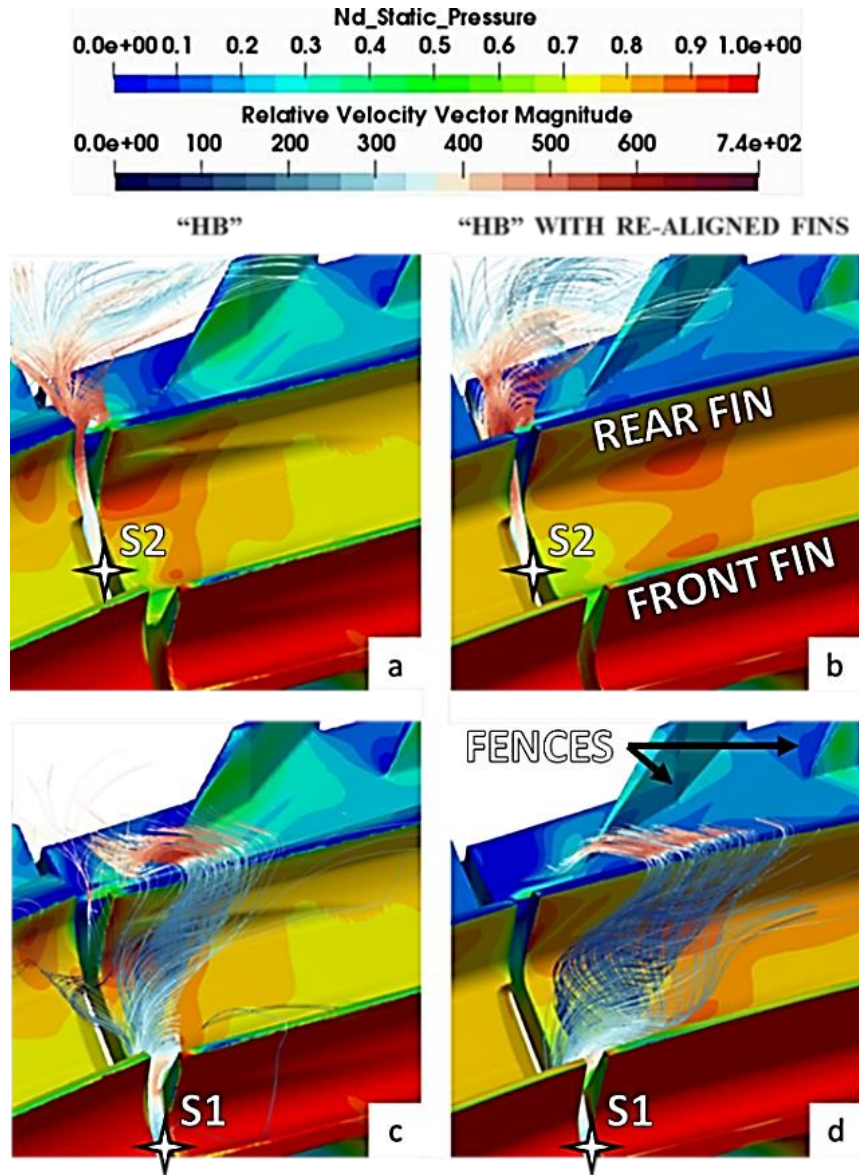 Nd_Static_Pressure
0.0e+00 0.1 0.2 0.3 0.4 0.5 0.6 0.7 0.8 0.9 1.0e+00
Relative Velocity Vector Magnitude
0.0e+00 100 200 300 400 500 600 7.4e+02
“HB”
“HB” WITH RE-ALIGNED FINS
S2
a
REAR FIN
S2
FRONT FIN
b
S1
c
FENCES
S1
d